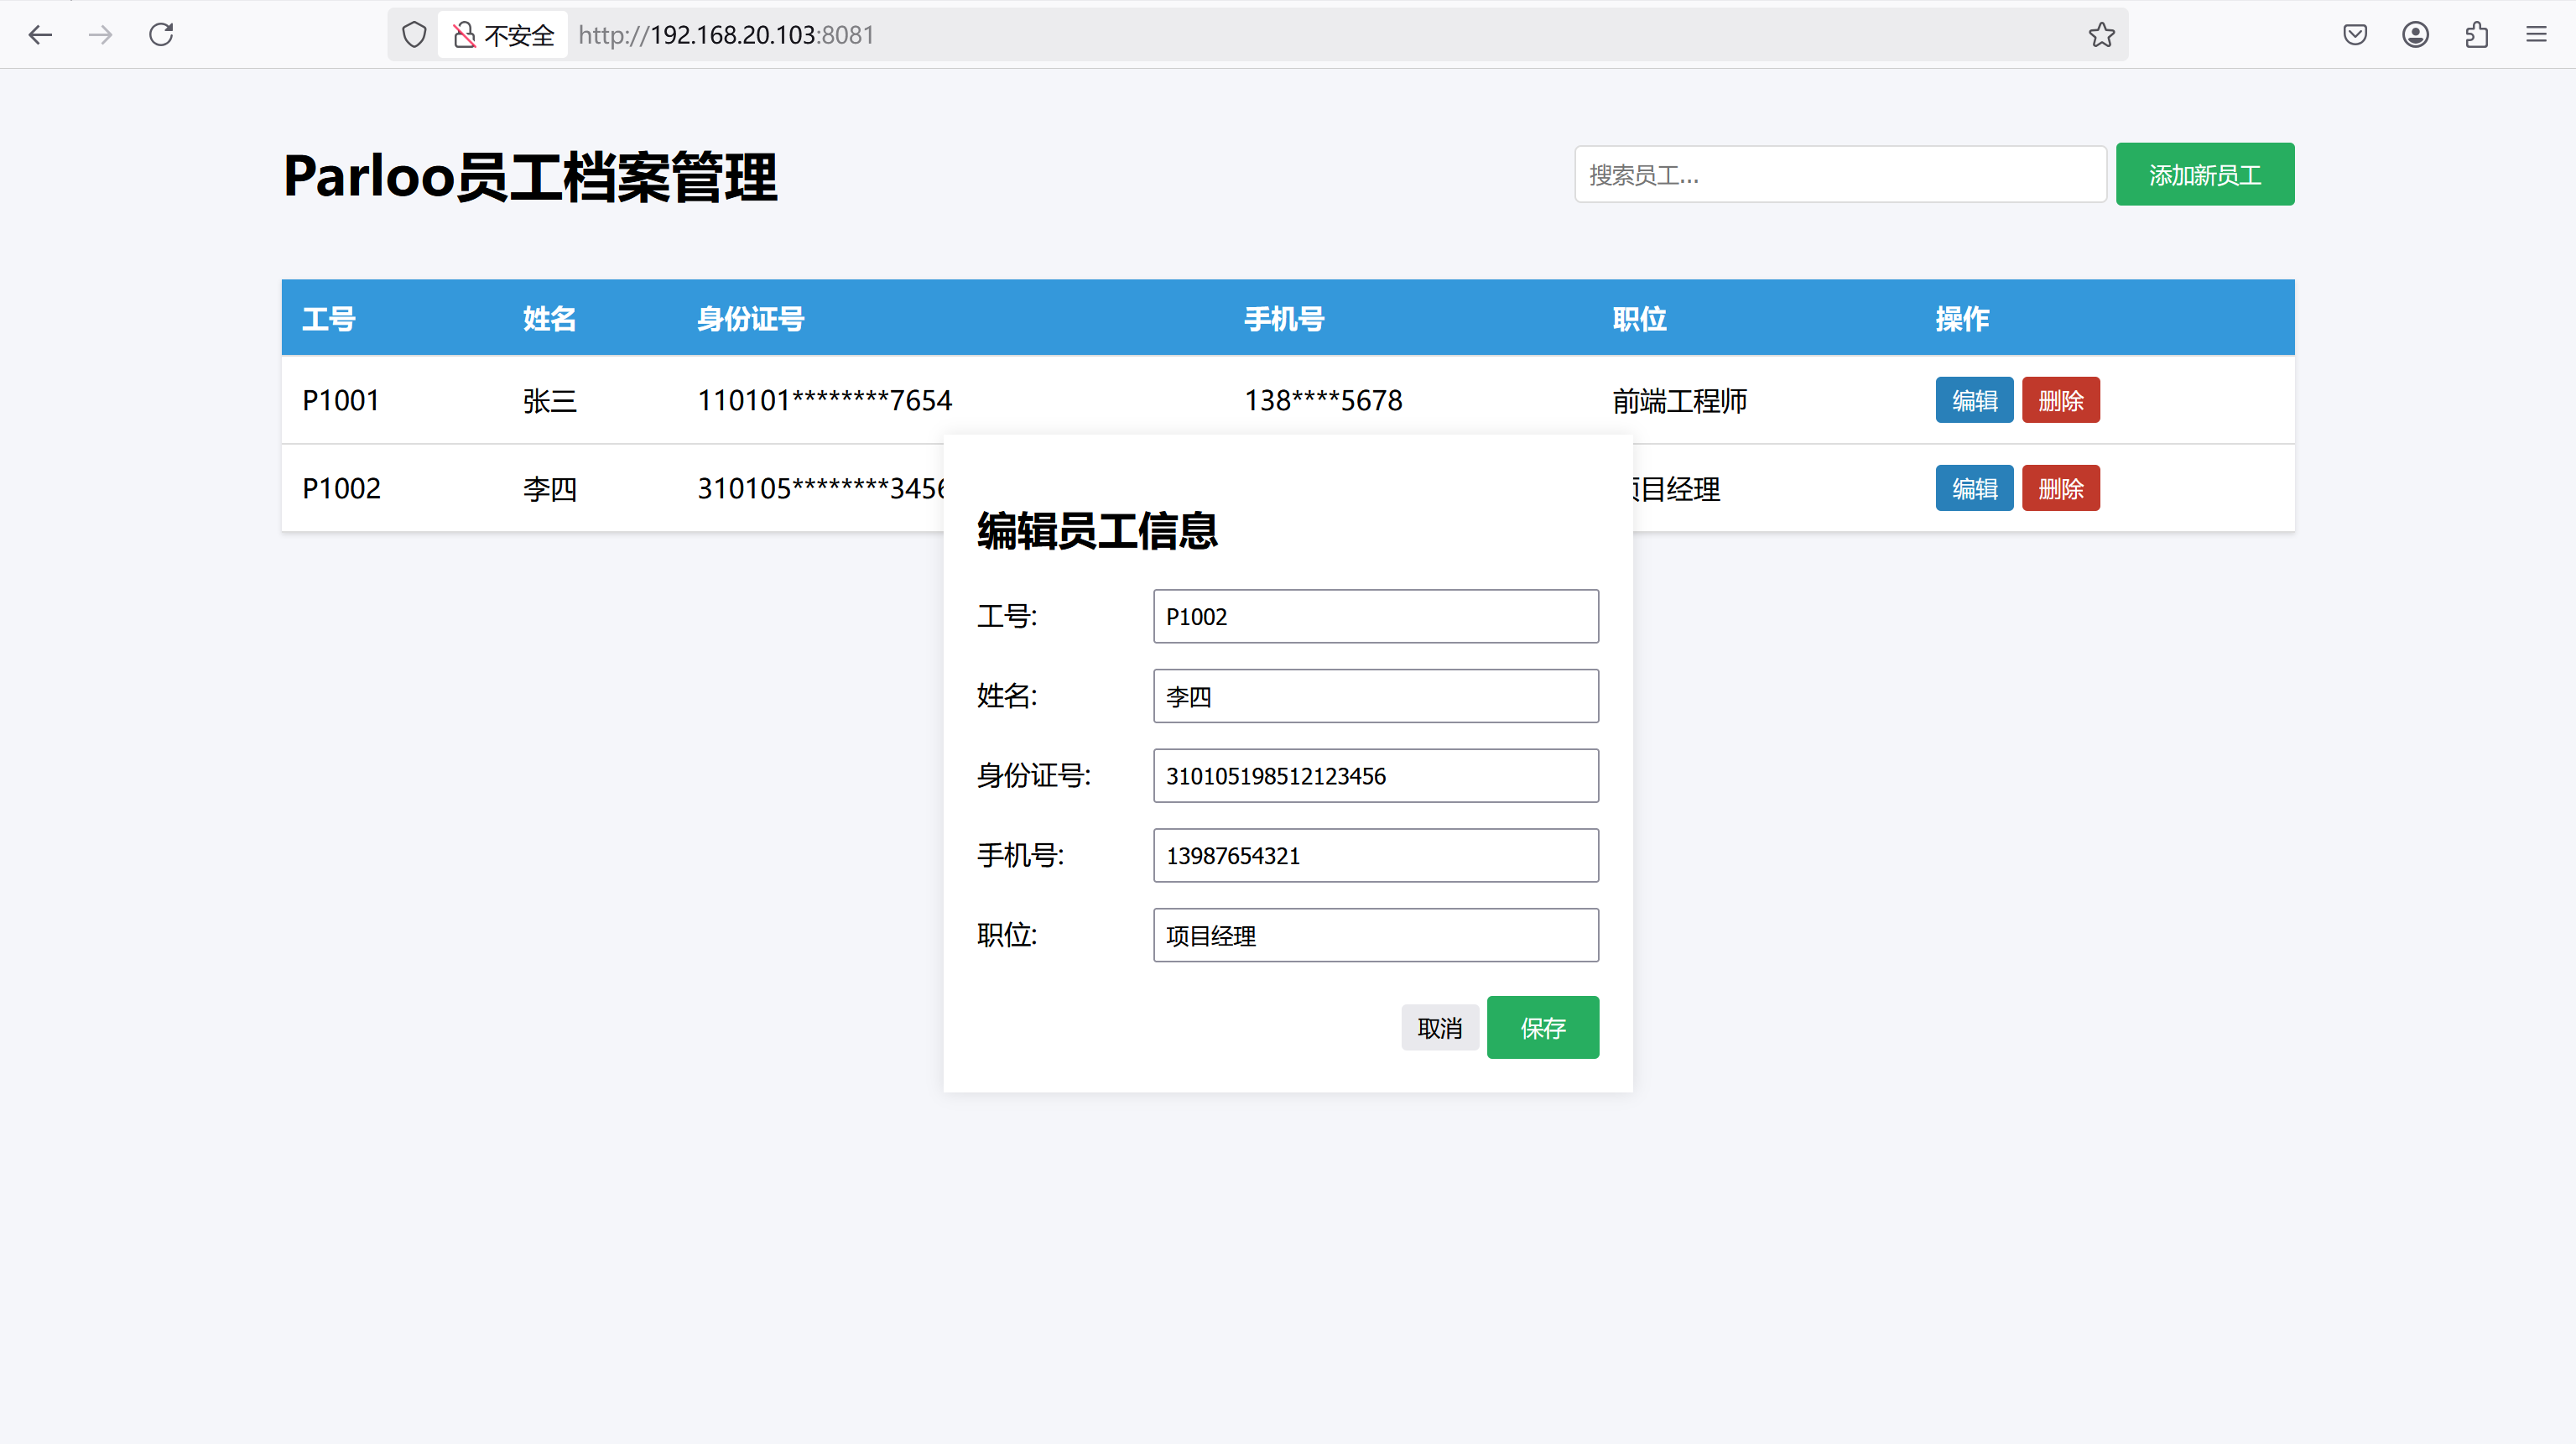 不安全 http://192.168.20.103:8081
Parloo员工档案管理
搜索员工...
添加新员工
工号 姓名 身份证号 手机号 职位 操作
P1001 张三 110101********7654 138****5678 前端工程师 编辑 删除
P1002 李四 310105********3456 项目经理 编辑 删除
编辑员工信息
工号: P1002
姓名: 李四
身份证号: 310105198512123456
手机号: 13987654321
职位: 项目经理
取消 保存